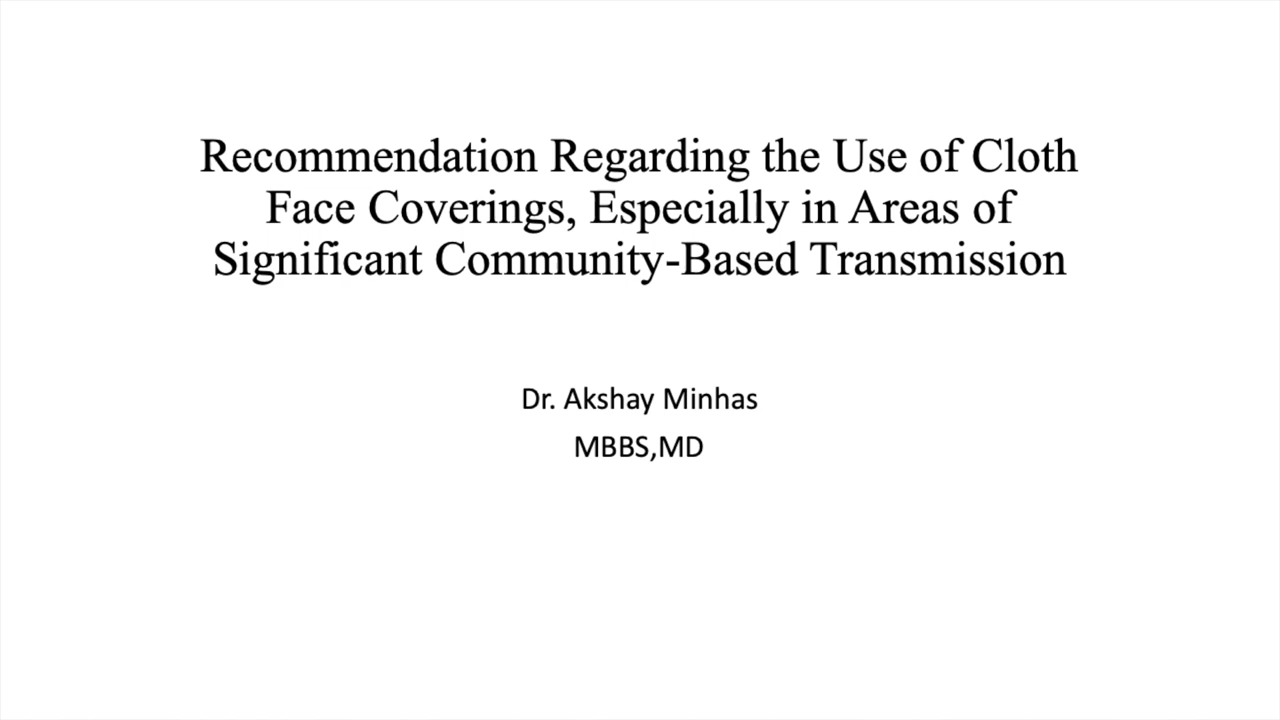 Recommendation Regarding the Use of Cloth
Face Coverings, Especially in Areas of
Significant Community-Based Transmission
Dr. Akshay Minhas
MBBS,MD